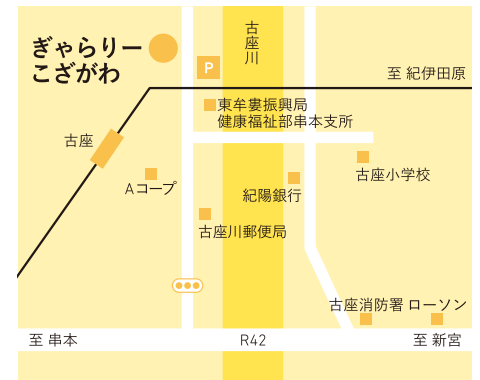 ぎゃらりー
こざがわ
古座川
P
至 紀伊田原
東牟婁振興局
健康福祉部串本支所
古座
Aコープ
古座小学校
紀陽銀行
古座川郵便局
古座消防署
ローソン
至 串本
R42
至 新宮